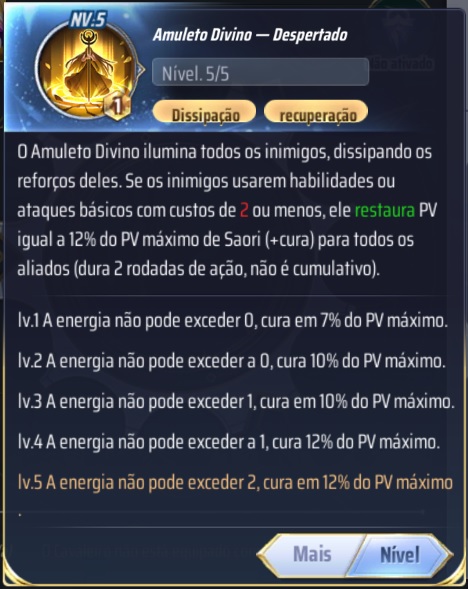 NV.5
Amuleto Divino — Despertado
Nível. 5/5
1
Dissipação
recuperação
O Amuleto Divino ilumina todos os inimigos, dissipando os
reforços deles. Se os inimigos usarem habilidades ou
ataques básicos com custos de 2 ou menos, ele restaura PV
igual a 12% do PV máximo de Saori (+cura) para todos os
aliados (dura 2 rodadas de ação, não é cumulativo).
lv.1 A energia não pode exceder 0, cura em 7% do PV máximo.
lv.2 A energia não pode exceder a 0, cura 10% do PV máximo.
lv.3 A energia não pode exceder 1, cura em 10% do PV máximo.
lv.4 A energia não pode exceder a 1, cura 12% do PV máximo.
lv.5 A energia não pode exceder 2, cura em 12% do PV máximo
.
Mais
Nível